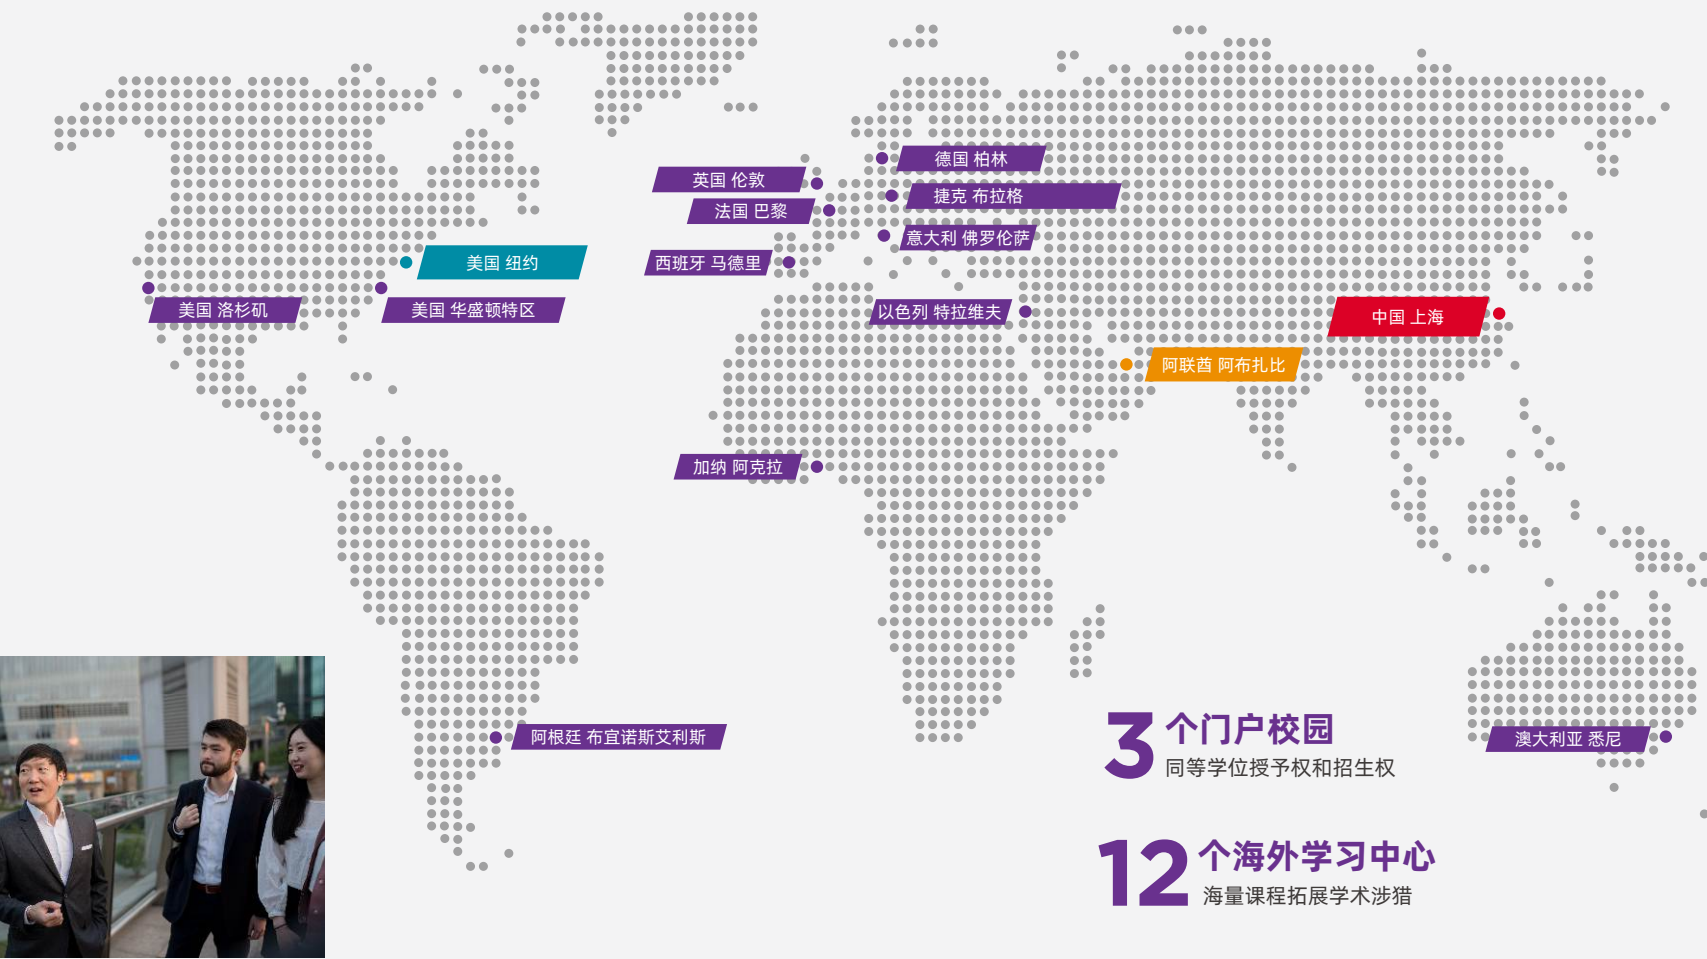 德国 柏林
英国 伦敦
捷克 布拉格
法国 巴黎
意大利 佛罗伦萨
美国 纽约
西班牙 马德里
美国 洛杉矶
美国 华盛顿特区
以色列 特拉维夫
中国 上海
阿联酋 阿布扎比
加纳 阿克拉
阿根廷 布宜诺斯艾利斯
澳大利亚 悉尼
3 个门户校园
同等学位授予权和招生权
12 个海外学习中心
海量课程拓展学术涉猎